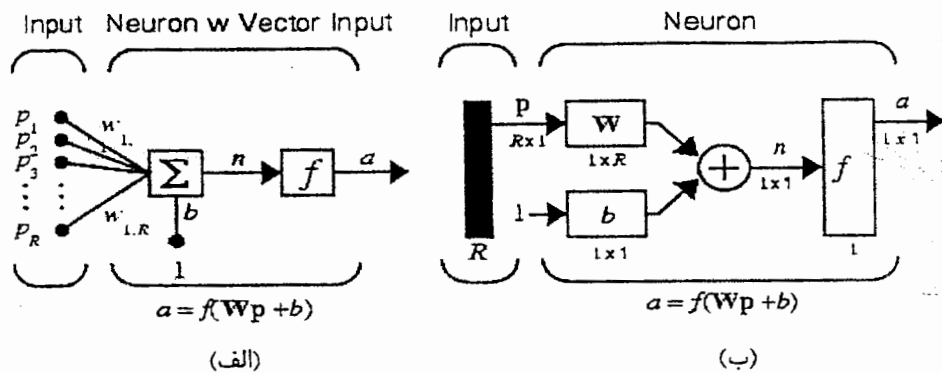 Input Neuron w Vector Input
p1
p2
p3
pR
w1,1
w1,R
Σ
n
f
a
b
1
a = f(Wp + b)
(الف)
Input Neuron
p
R x 1
W
1 x R
1
b
1 x 1
R
+
n
1 x 1
f
1
a
1 x 1
a = f(Wp + b)
(ب)